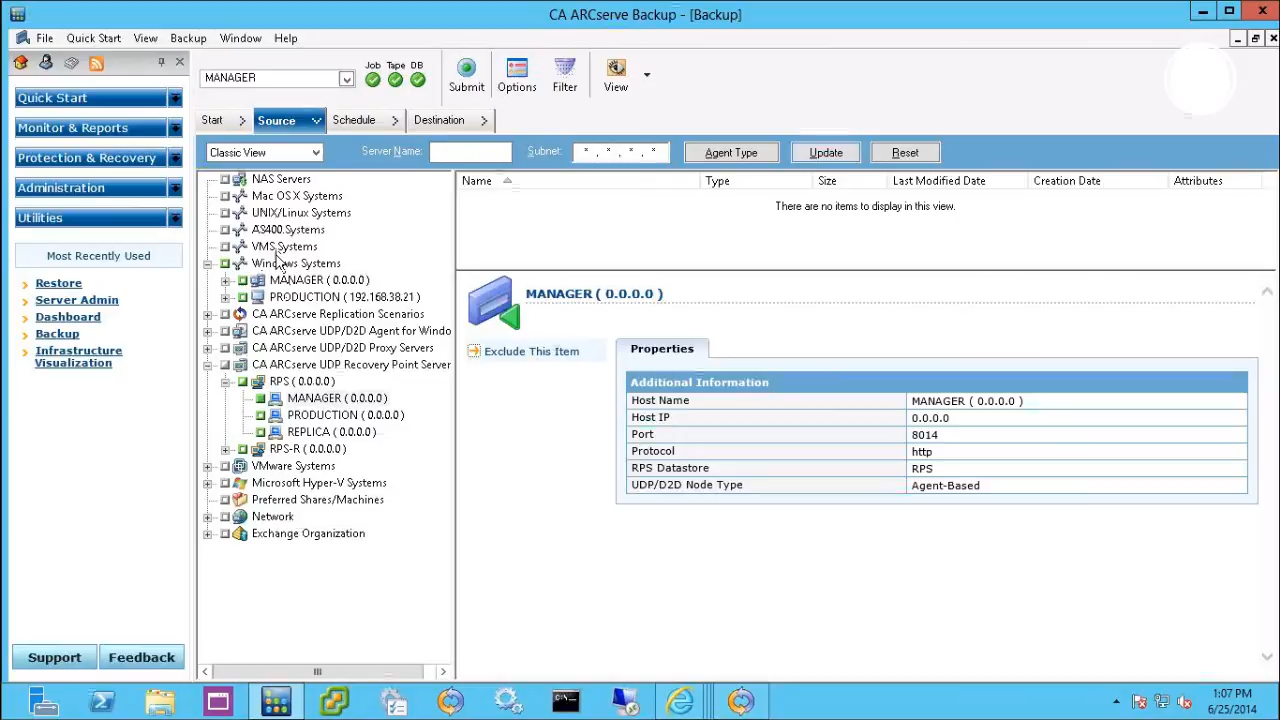 CA ARCserve Backup - [Backup]
File Quick Start View Backup Window Help
MANAGER
Job Tape DB
Submit Options Filter View
Start Source Schedule Destination
Classic View Server Name: Subnet: * . * . * . * Agent Type Update Reset
Quick Start
Monitor & Reports
Protection & Recovery
Administration
Utilities
Most Recently Used
Restore
Server Admin
Dashboard
Backup
Infrastructure
Visualization
Support Feedback
NAS Servers
Mac OS X Systems
UNIX/Linux Systems
AS400 Systems
VMS Systems
Windows Systems
MANAGER ( 0.0.0.0 )
PRODUCTION ( 192.168.38.21 )
CA ARCserve Replication Scenarios
CA ARCserve UDP/D2D Agent for Windo
CA ARCserve UDP/D2D Proxy Servers
CA ARCserve UDP Recovery Point Server
RPS ( 0.0.0.0 )
MANAGER ( 0.0.0.0 )
PRODUCTION ( 0.0.0.0 )
REPLICA ( 0.0.0.0 )
RPS-R ( 0.0.0.0 )
VMware Systems
Microsoft Hyper-V Systems
Preferred Shares/Machines
Network
Exchange Organization
Name Type Size Last Modified Date Creation Date Attributes
There are no items to display in this view.
MANAGER ( 0.0.0.0 )
Exclude This Item
Properties
Additional Information
Host Name MANAGER ( 0.0.0.0 )
Host IP 0.0.0.0
Port 8014
Protocol http
RPS Datastore RPS
UDP/D2D Node Type Agent-Based
1:07 PM
6/25/2014